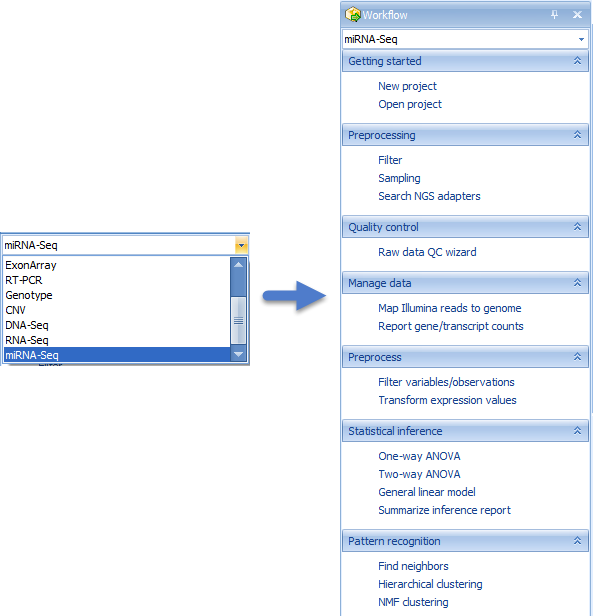 miRNA-Seq
ExonArray
RT-PCR
Genotype
CNV
DNA-Seq
RNA-Seq
miRNA-Seq
Workflow
miRNA-Seq
Getting started
New project
Open project
Preprocessing
Filter
Sampling
Search NGS adapters
Quality control
Raw data QC wizard
Manage data
Map Illumina reads to genome
Report gene/transcript counts
Preprocess
Filter variables/observations
Transform expression values
Statistical inference
One-way ANOVA
Two-way ANOVA
General linear model
Summarize inference report
Pattern recognition
Find neighbors
Hierarchical clustering
NMF clustering